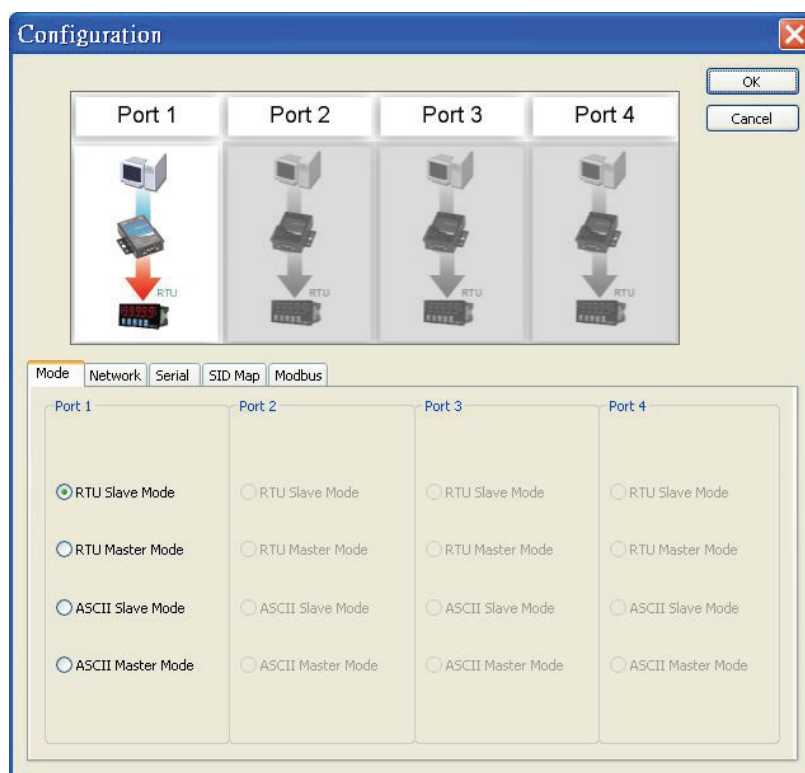 Configuration
OK
Cancel
Port 1 Port 2 Port 3 Port 4
RTU RTU RTU RTU
Mode Network Serial SID Map Modbus
Port 1 Port 2 Port 3 Port 4
RTU Slave Mode RTU Slave Mode RTU Slave Mode RTU Slave Mode
RTU Master Mode RTU Master Mode RTU Master Mode RTU Master Mode
ASCII Slave Mode ASCII Slave Mode ASCII Slave Mode ASCII Slave Mode
ASCII Master Mode ASCII Master Mode ASCII Master Mode ASCII Master Mode